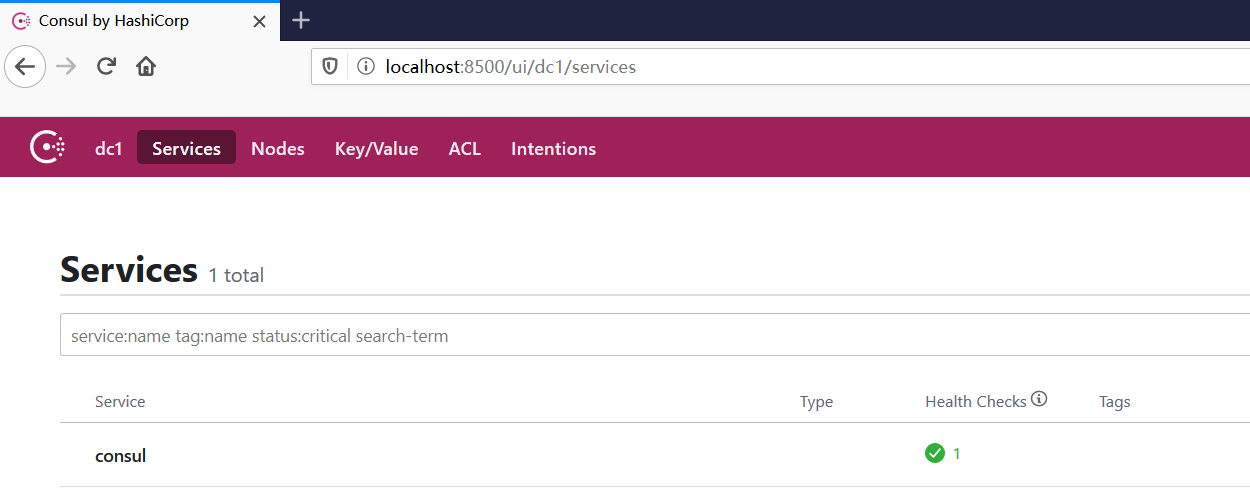 Consul by HashiCorp
localhost:8500/ui/dc1/services
dc1 Services Nodes Key/Value ACL Intentions
Services 1 total
service:name tag:name status:critical search-term
Service Type Health Checks Tags
consul 1